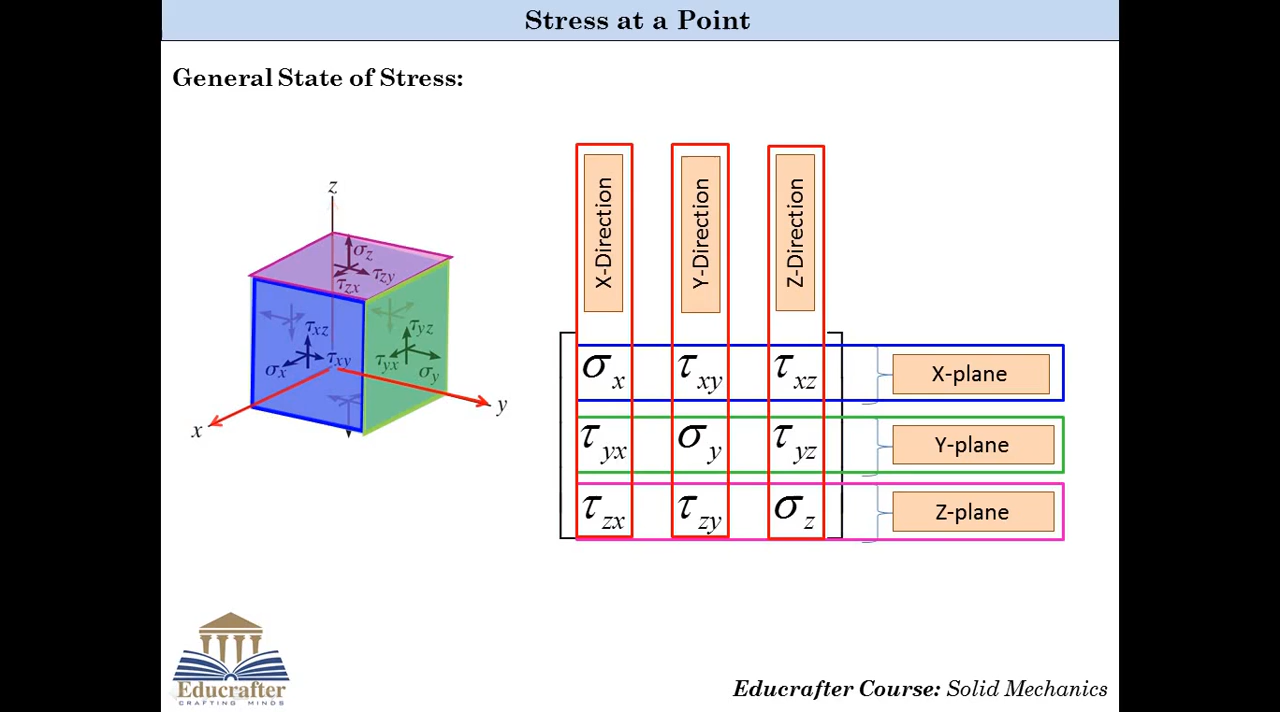 Stress at a Point
General State of Stress:
z
σz
τzy
τzx
τxz
τxy
σx
τyz
τyx
σy
x
y
X-Direction
Y-Direction
Z-Direction
σx τxy τxz X-plane
τyx σy τyz Y-plane
τzx τzy σz Z-plane
Educrafter
CRAFTING MINDS
Educrafter Course: Solid Mechanics